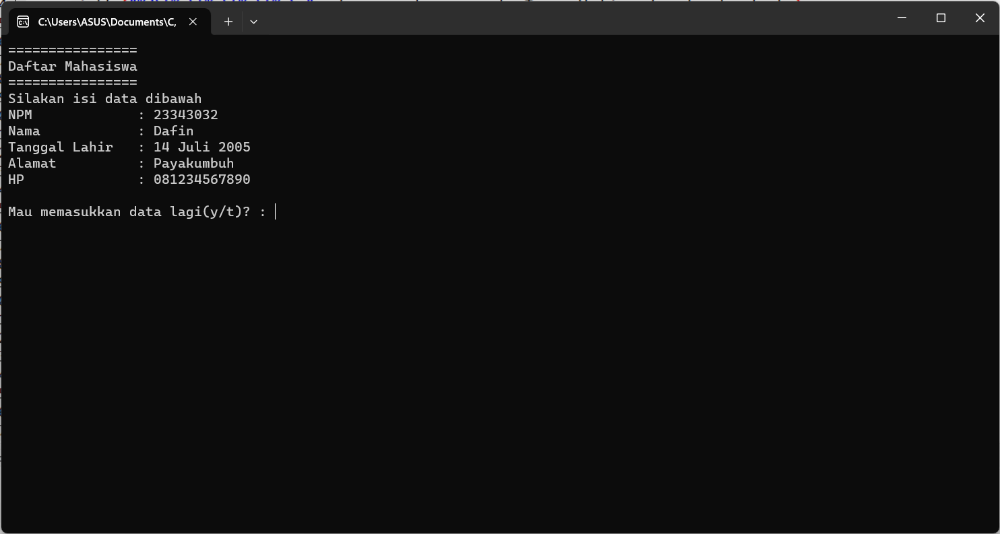 C:\Users\ASUS\Documents\C,
================
Daftar Mahasiswa
================
Silakan isi data dibawah
NPM : 23343032
Nama : Dafin
Tanggal Lahir : 14 Juli 2005
Alamat : Payakumbuh
HP : 081234567890
Mau memasukkan data lagi(y/t)? :